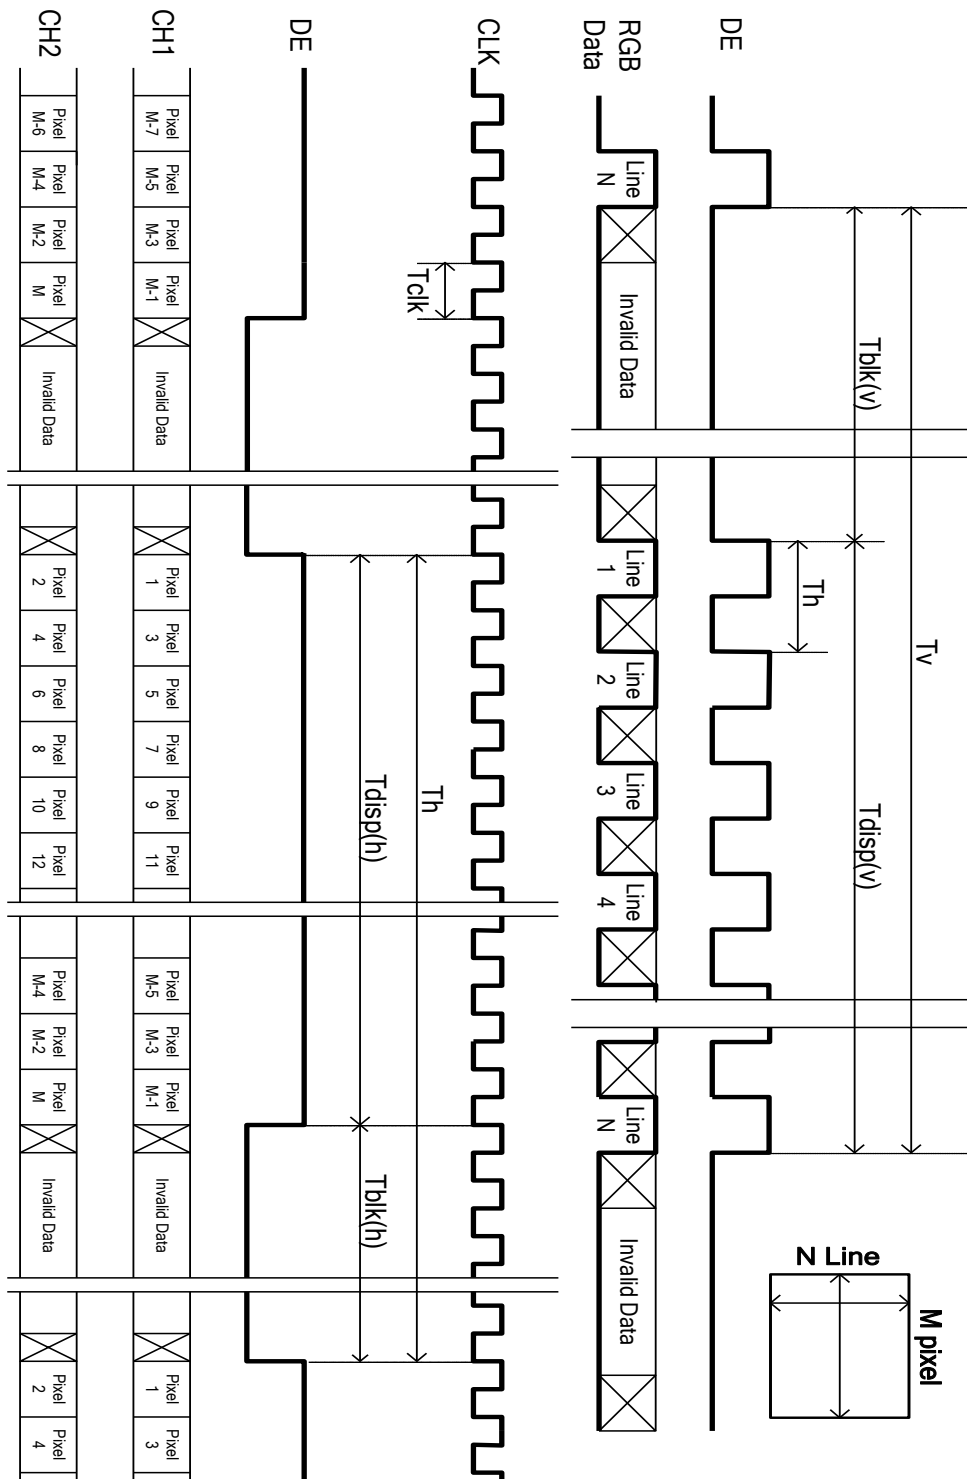 Tv
Tblk(v)
Tdisp(v)
Th
N Line
M pixel
DE
RGB
Data
Line
N
Invalid Data
Line
1
Line
2
Line
3
Line
4
Line
N
Invalid Data
CLK
Tclk
Th
Tdisp(h)
Tblk(h)
DE
CH1
Pixel
M-7
Pixel
M-5
Pixel
M-3
Pixel
M-1
Invalid Data
Pixel
1
Pixel
3
Pixel
5
Pixel
7
Pixel
9
Pixel
11
Pixel
M-5
Pixel
M-3
Pixel
M-1
Invalid Data
Pixel
1
Pixel
3
CH2
Pixel
M-6
Pixel
M-4
Pixel
M-2
Pixel
M
Invalid Data
Pixel
2
Pixel
4
Pixel
6
Pixel
8
Pixel
10
Pixel
12
Pixel
M-4
Pixel
M-2
Pixel
M
Invalid Data
Pixel
2
Pixel
4